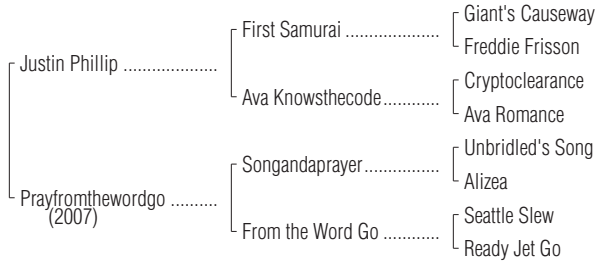 Giant's Causeway
First Samurai ....................
Freddie Frisson
Justin Phillip ....................
Cryptoclearance
Ava Knowsthecode............
Ava Romance
Unbridled's Song
Songandaprayer................
Alizea
Prayfromthewordgo ..........
(2007)
Seattle Slew
From the Word Go ............
Ready Jet Go